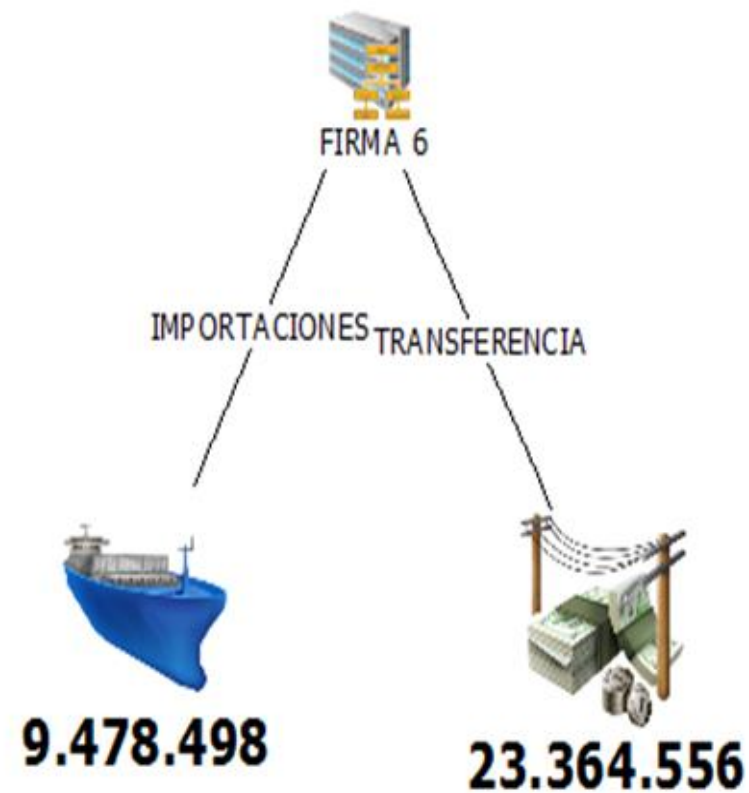 FIRMA 6
IMPORTACIONES
TRANSFERENCIA
9.478.498
23.364.556